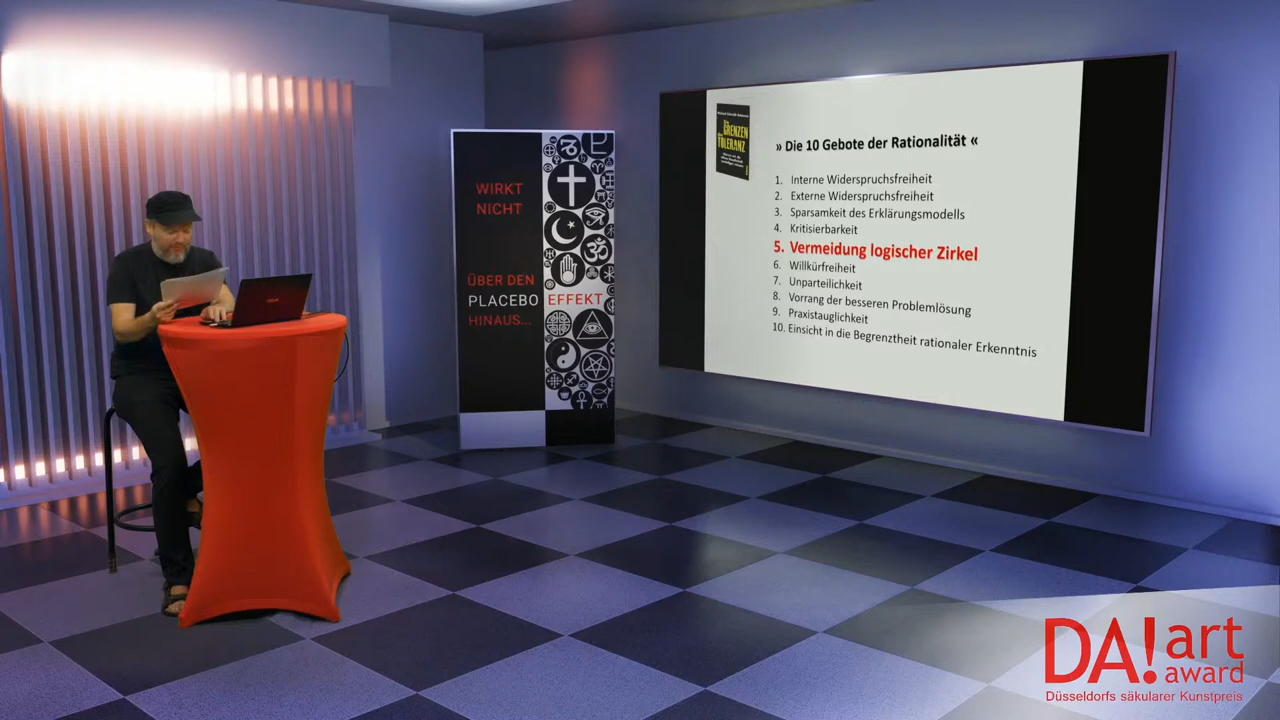 WIRKT
NICHT
ÜBER DEN
PLACEBO EFFEKT
HINAUS...
GRENZEN
TOLERANZ
» Die 10 Gebote der Rationalität «
1. Interne Widerspruchsfreiheit
2. Externe Widerspruchsfreiheit
3. Sparsamkeit des Erklärungsmodells
4. Kritisierbarkeit
5. Vermeidung logischer Zirkel
6. Willkürfreiheit
7. Unparteilichkeit
8. Vorrang der besseren Problemlösung
9. Praxistauglichkeit
10. Einsicht in die Begrenztheit rationaler Erkenntnis
DA! art
award
Düsseldorfs säkularer Kunstpreis